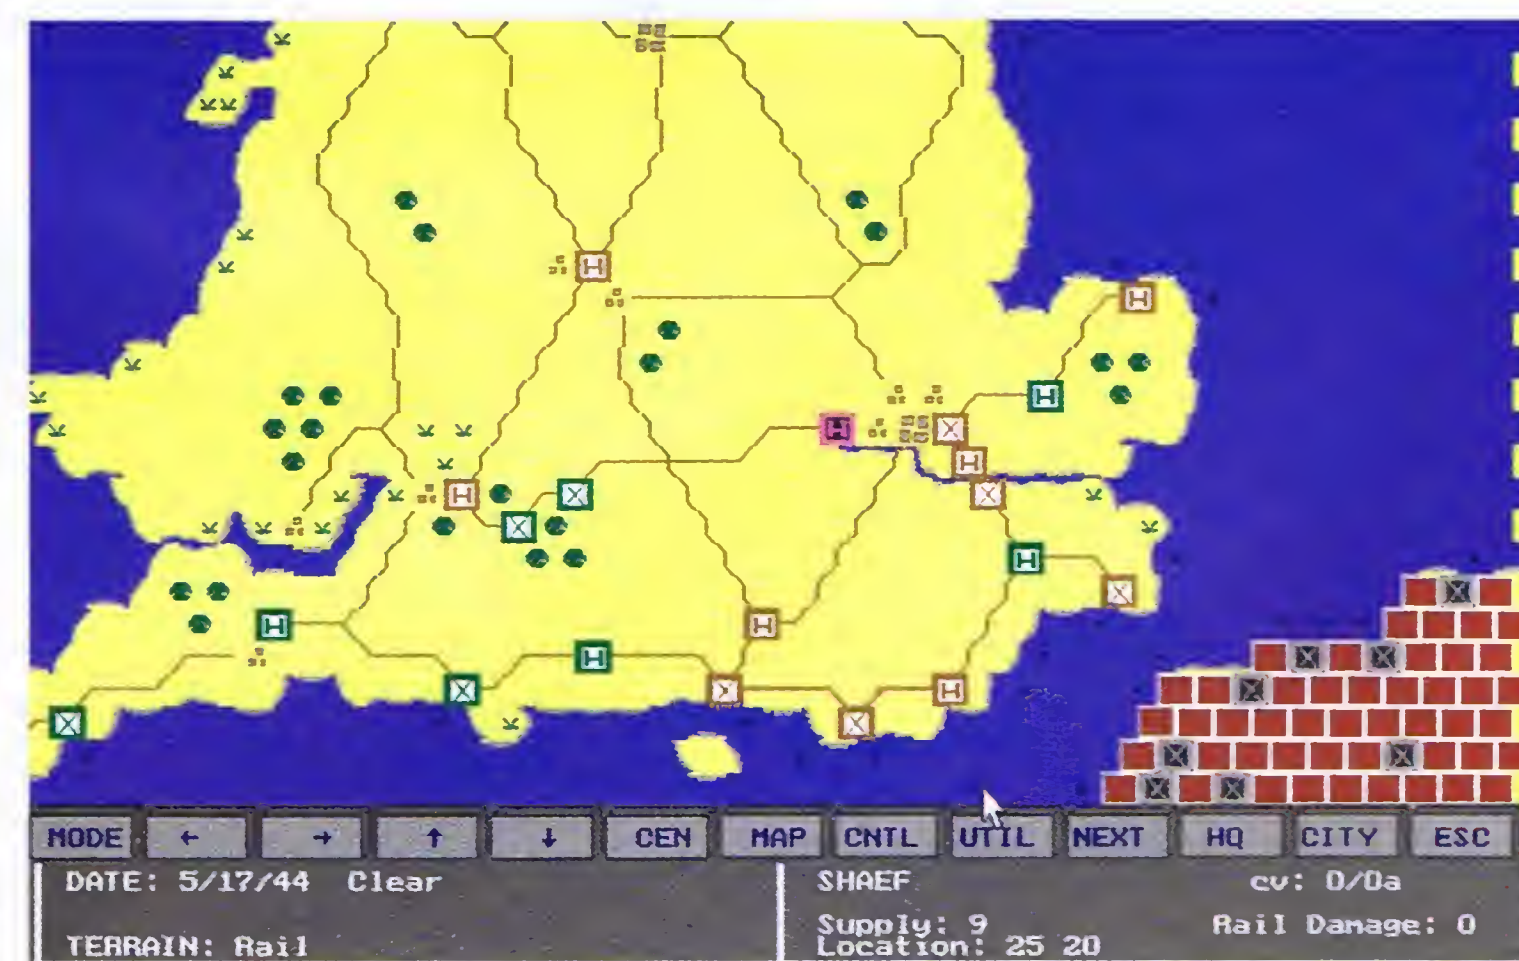 MODE ← → ↑ ↓ CEN MAP CNTL UTIL NEXT HQ CITY ESC
DATE: 5/17/44 Clear
TERRAIN: Rail
SHAEF cv: 0/0a
Supply: 9 Rail Damage: 0
Location: 25 20